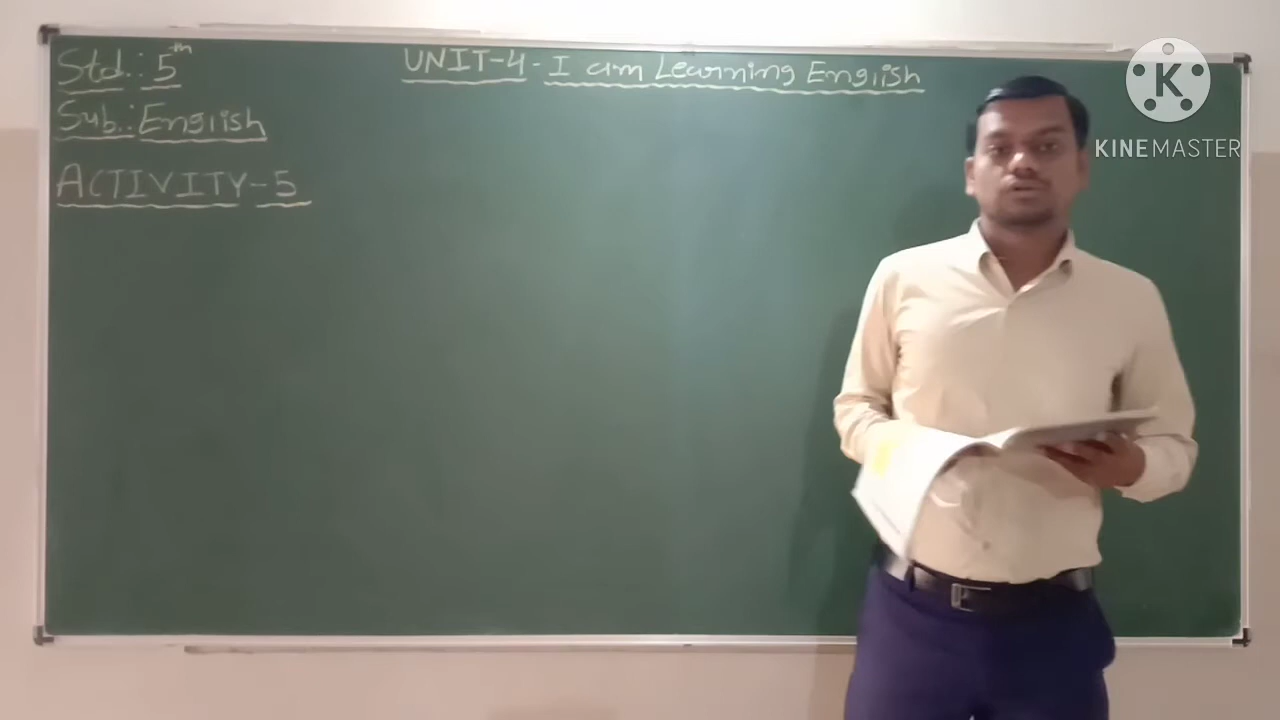 Std.: 5th
UNIT-4 - I am Learning English
Sub.: English
ACTIVITY-5
K
KINEMASTER